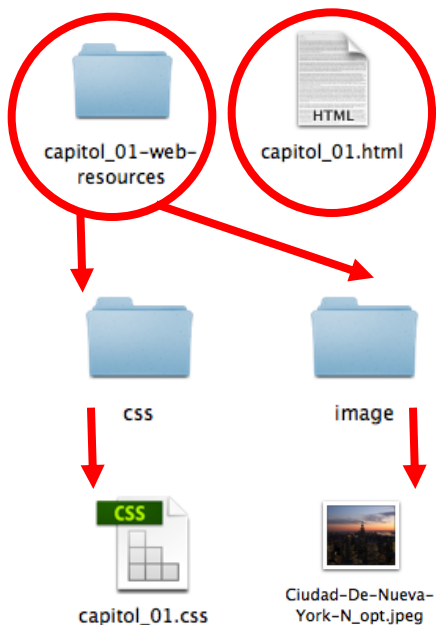 HTML
capitol_01-web-
resources
capitol_01.html
css
image
CSS
capitol_01.css
Ciudad-De-Nueva-
York-N_opt.jpeg